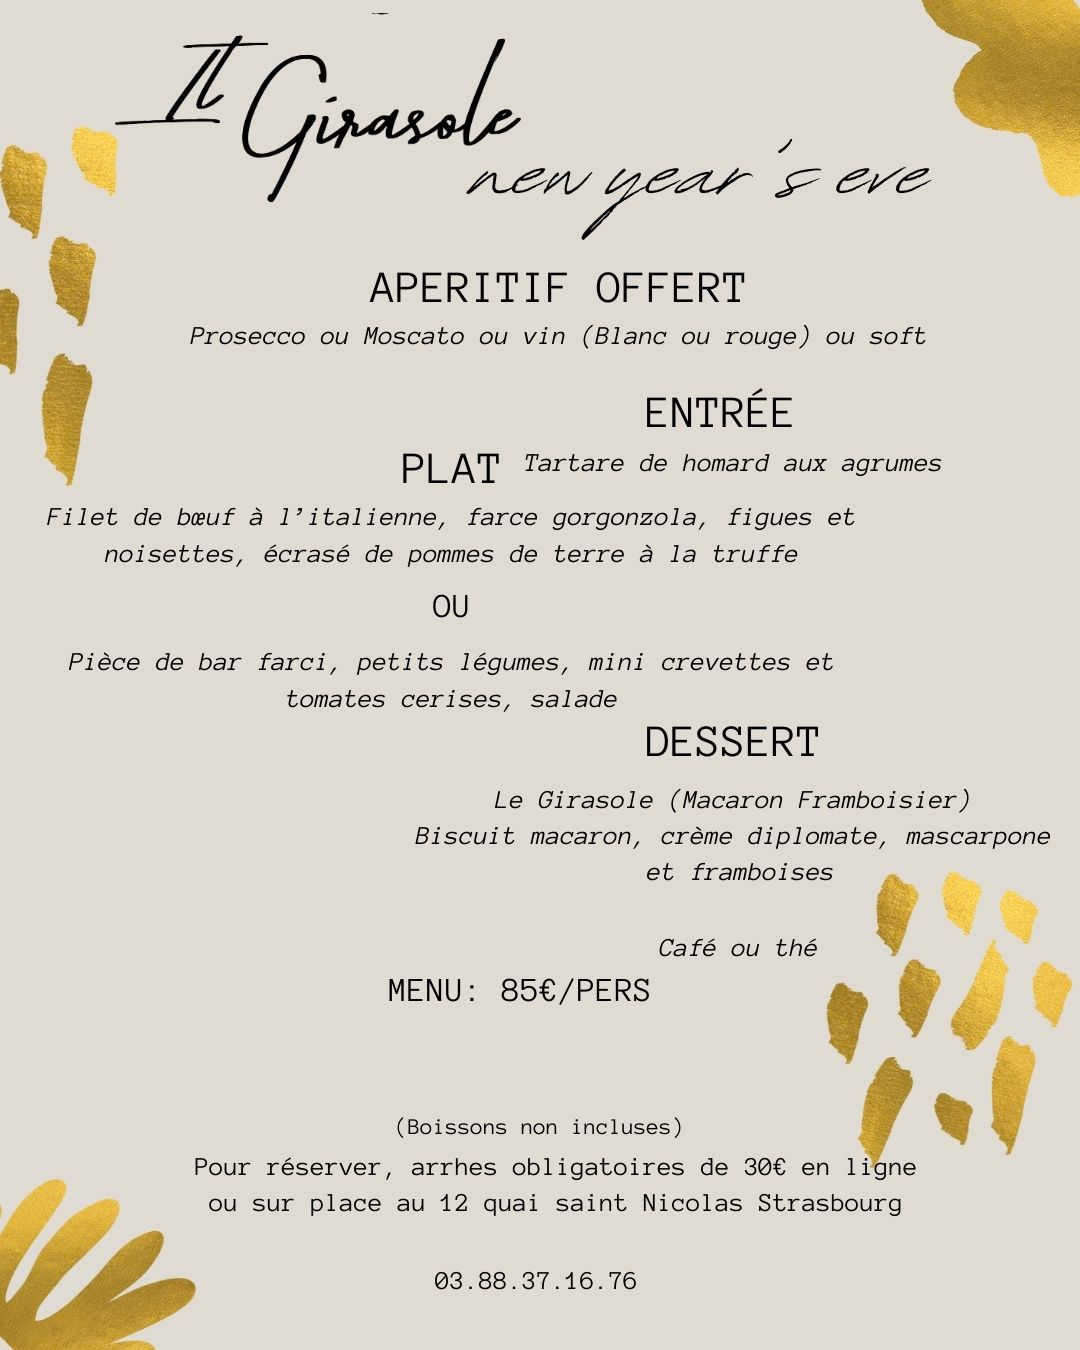 Il Girasole
new year's eve
APERITIF OFFERT
Prosecco ou Moscato ou vin (Blanc ou rouge) ou soft
ENTRÉE
Tartare de homard aux agrumes
PLAT
Filet de bœuf à l’italienne, farce gorgonzola, figues et
noisettes, écrasé de pommes de terre à la truffe
OU
Pièce de bar farci, petits légumes, mini crevettes et
tomates cerises, salade
DESSERT
Le Girasole (Macaron Framboisier)
Biscuit macaron, crème diplomate, mascarpone
et framboises
Café ou thé
MENU: 85€/PERS
(Boissons non incluses)
Pour réserver, arrhes obligatoires de 30€ en ligne
ou sur place au 12 quai saint Nicolas Strasbourg
03.88.37.16.76